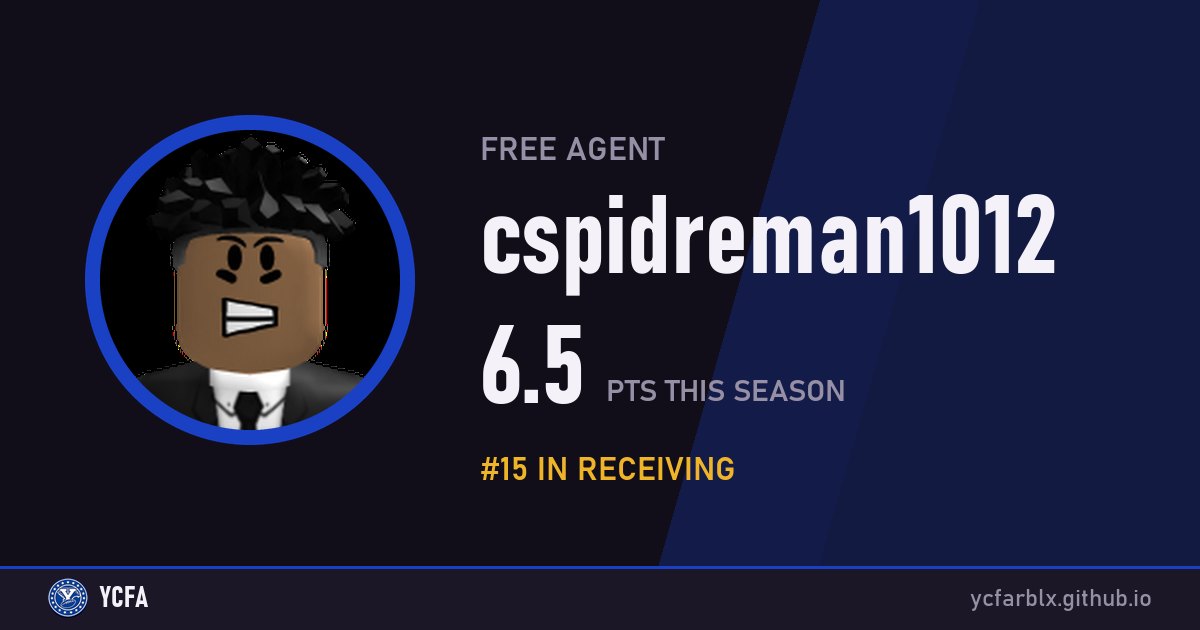 FREE AGENT
cspidreman1012
6.5 PTS THIS SEASON
#15 IN RECEIVING
YCFA
ycfarblx.github.io